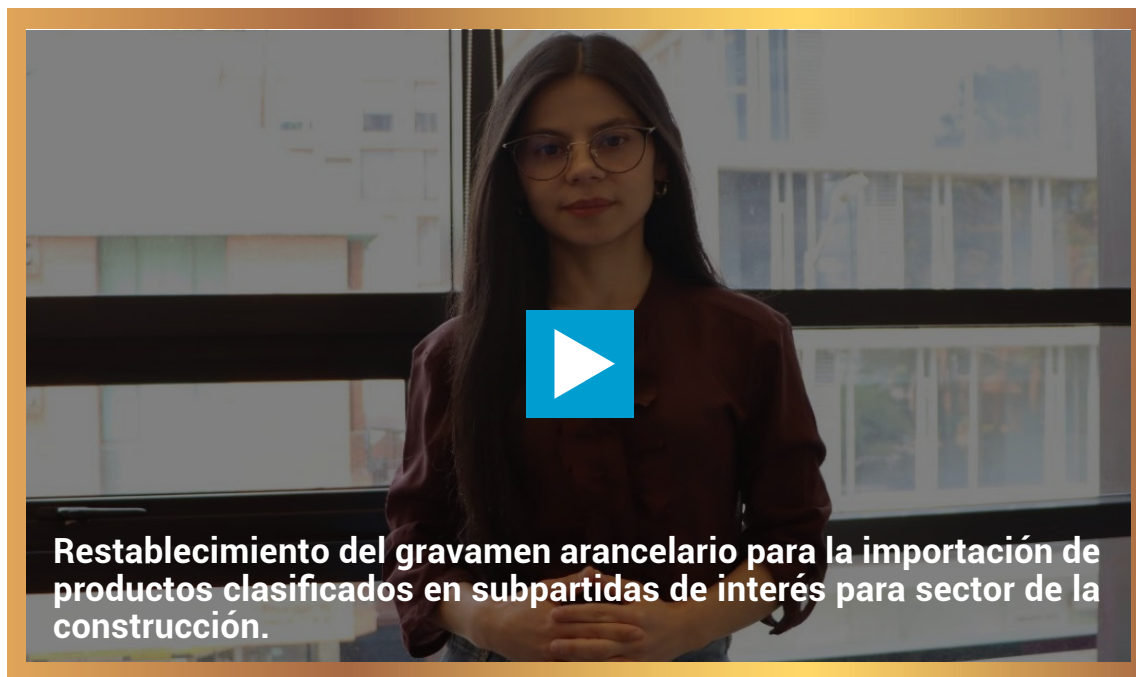 Restablecimiento del gravamen arancelario para la importación de
productos clasificados en subpartidas de interés para sector de la
construcción.